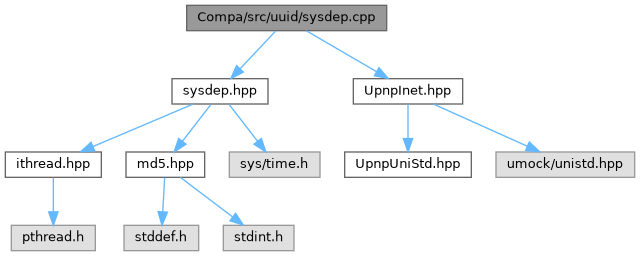 Compa/src/uuid/sysdep.cpp
sysdep.hpp
UpnpInet.hpp
ithread.hpp
md5.hpp
sys/time.h
UpnpUniStd.hpp
umock/unistd.hpp
pthread.h
stddef.h
stdint.h